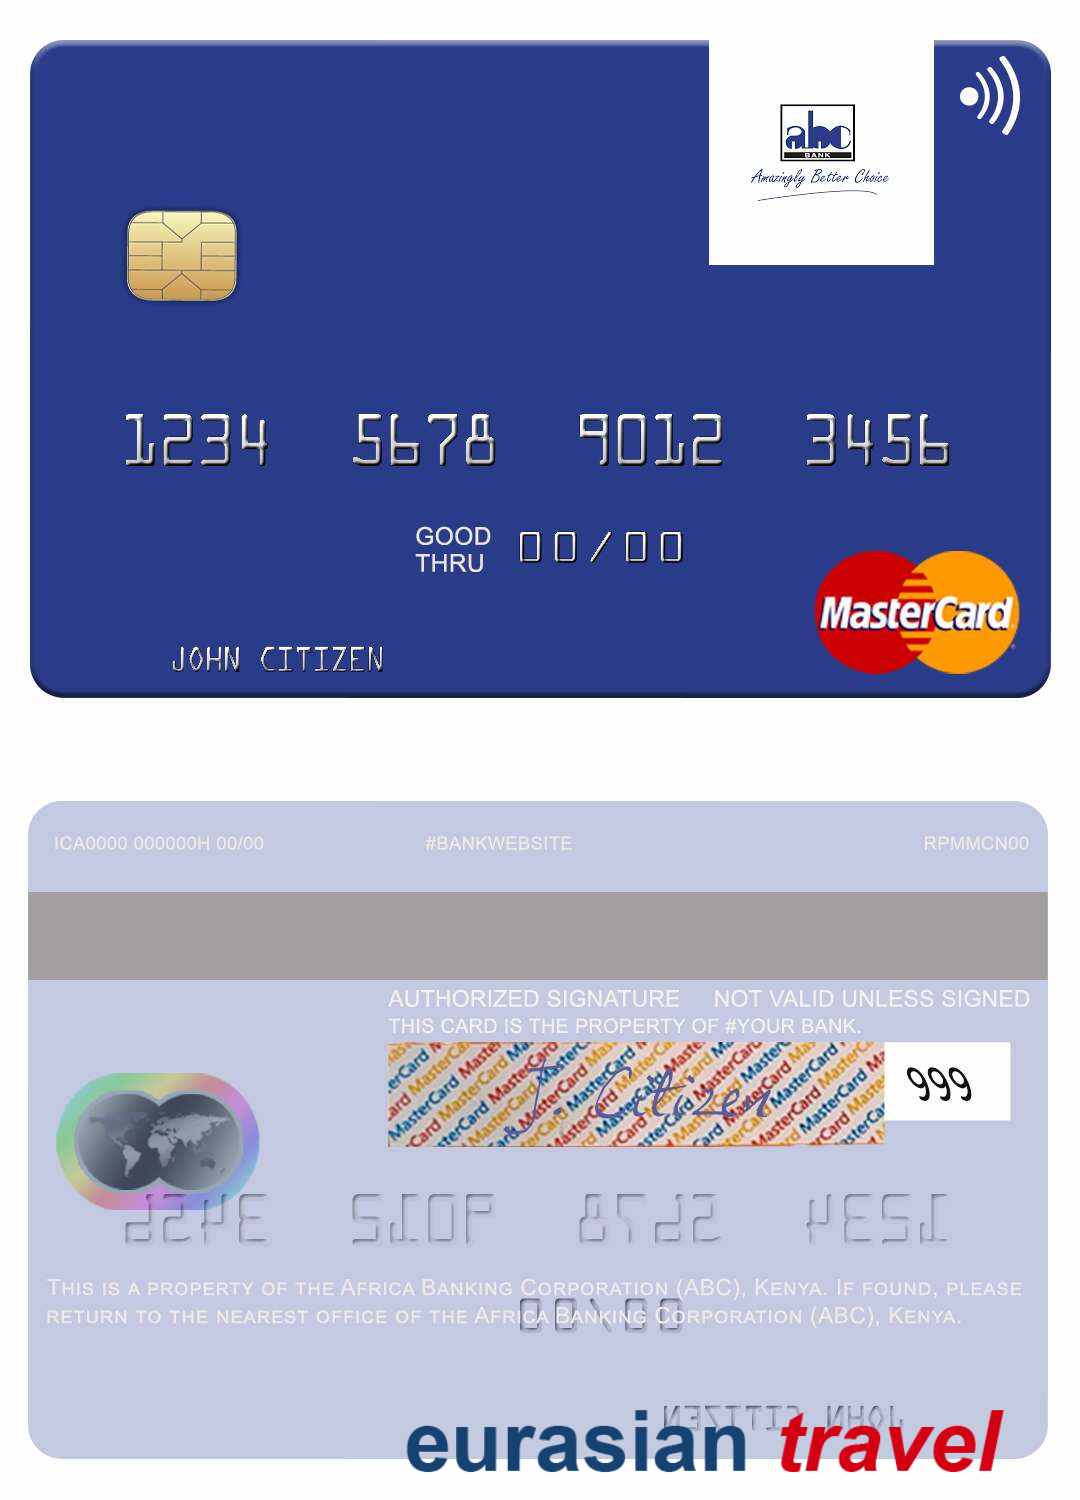 abc
BANK
Amazingly Better Choice
1234 5678 9012 3456
GOOD
THRU
00/00
MasterCard
JOHN CITIZEN
ICA0000 000000H 00/00 #BANKWEBSITE RPMMCN00
AUTHORIZED SIGNATURE NOT VALID UNLESS SIGNED
THIS CARD IS THE PROPERTY OF #YOUR BANK.
J. Citizen
999
THIS IS A PROPERTY OF THE AFRICA BANKING CORPORATION (ABC), KENYA. IF FOUND, PLEASE
RETURN TO THE NEAREST OFFICE OF THE AFRICA BANKING CORPORATION (ABC), KENYA.
eurasian travel